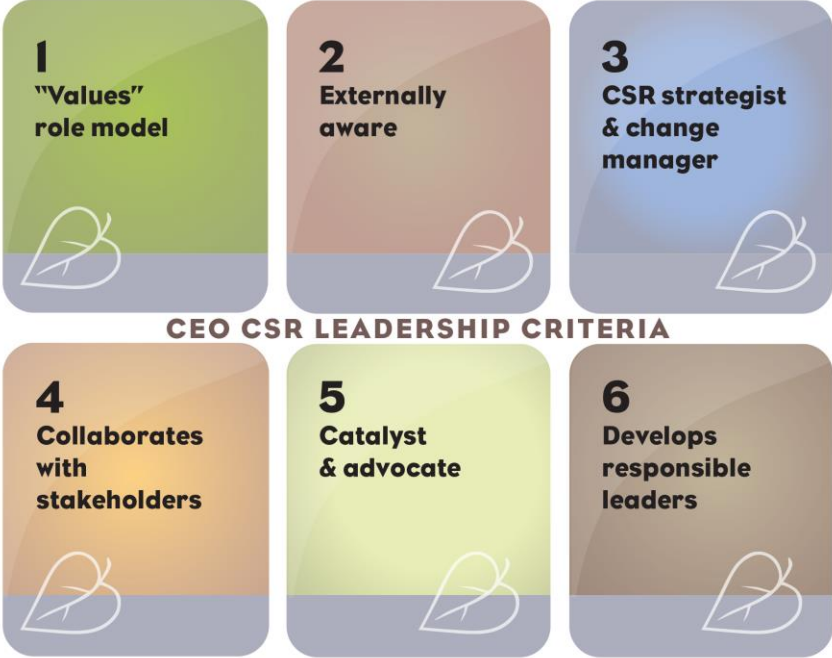 1
"Values"
role model
2
Externally
aware
3
CSR strategist
& change
manager
CEO CSR LEADERSHIP CRITERIA
4
Collaborates
with
stakeholders
5
Catalyst
& advocate
6
Develops
responsible
leaders